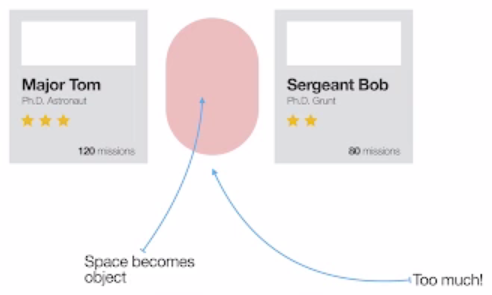 Major Tom
Ph.D. Astronaut
120 missions
Sergeant Bob
Ph.D. Grunt
80 missions
Space becomes
object
Too much!